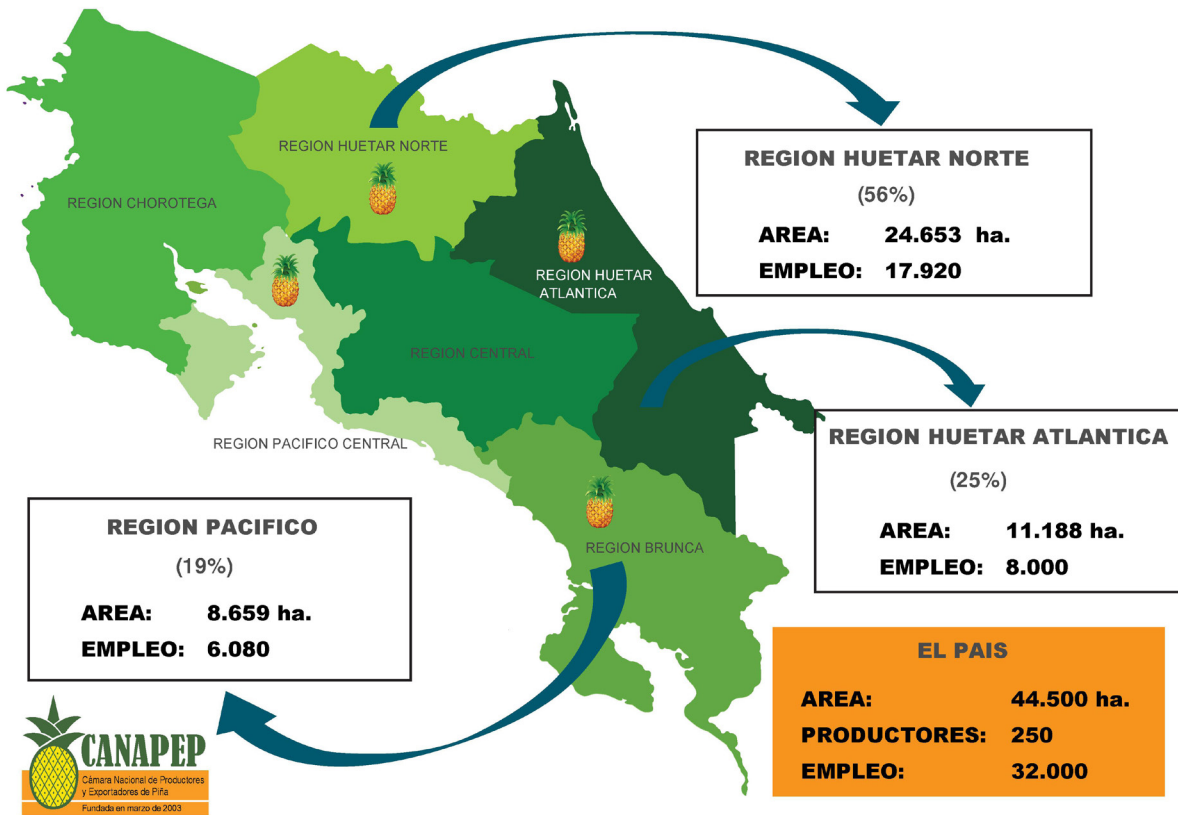 REGION HUETAR NORTE
REGION CHOROTEGA
REGION HUETAR
ATLANTICA
REGION CENTRAL
REGION PACIFICO CENTRAL
REGION BRUNCA
REGION HUETAR NORTE
(56%)
AREA: 24.653 ha.
EMPLEO: 17.920
REGION HUETAR ATLANTICA
(25%)
AREA: 11.188 ha.
EMPLEO: 8.000
REGION PACIFICO
(19%)
AREA: 8.659 ha.
EMPLEO: 6.080
EL PAIS
AREA: 44.500 ha.
PRODUCTORES: 250
EMPLEO: 32.000
CANAPEP
Cámara Nacional de Productores
y Exportadores de Piña
Fundada en marzo de 2003